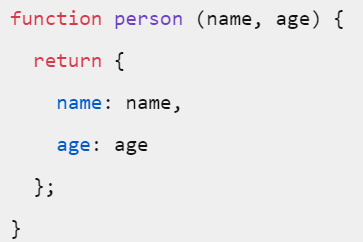 function person (name, age) {
  return {
    name: name,
    age: age
  };
}